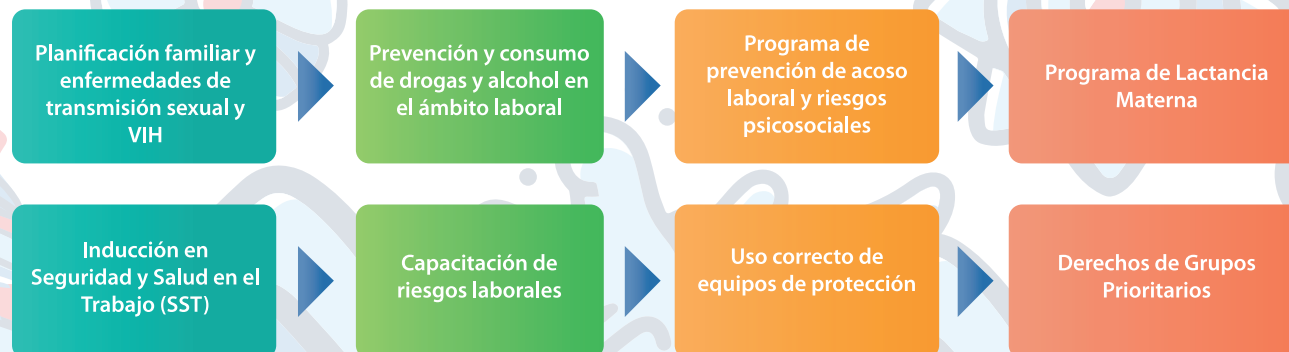 Planificación familiar y
enfermedades de
transmisión sexual y
VIH
Prevención y consumo
de drogas y alcohol en
el ámbito laboral
Programa de
prevención de acoso
laboral y riesgos
psicosociales
Programa de Lactancia
Materna
Inducción en
Seguridad y Salud en el
Trabajo (SST)
Capacitación de
riesgos laborales
Uso correcto de
equipos de protección
Derechos de Grupos
Prioritarios